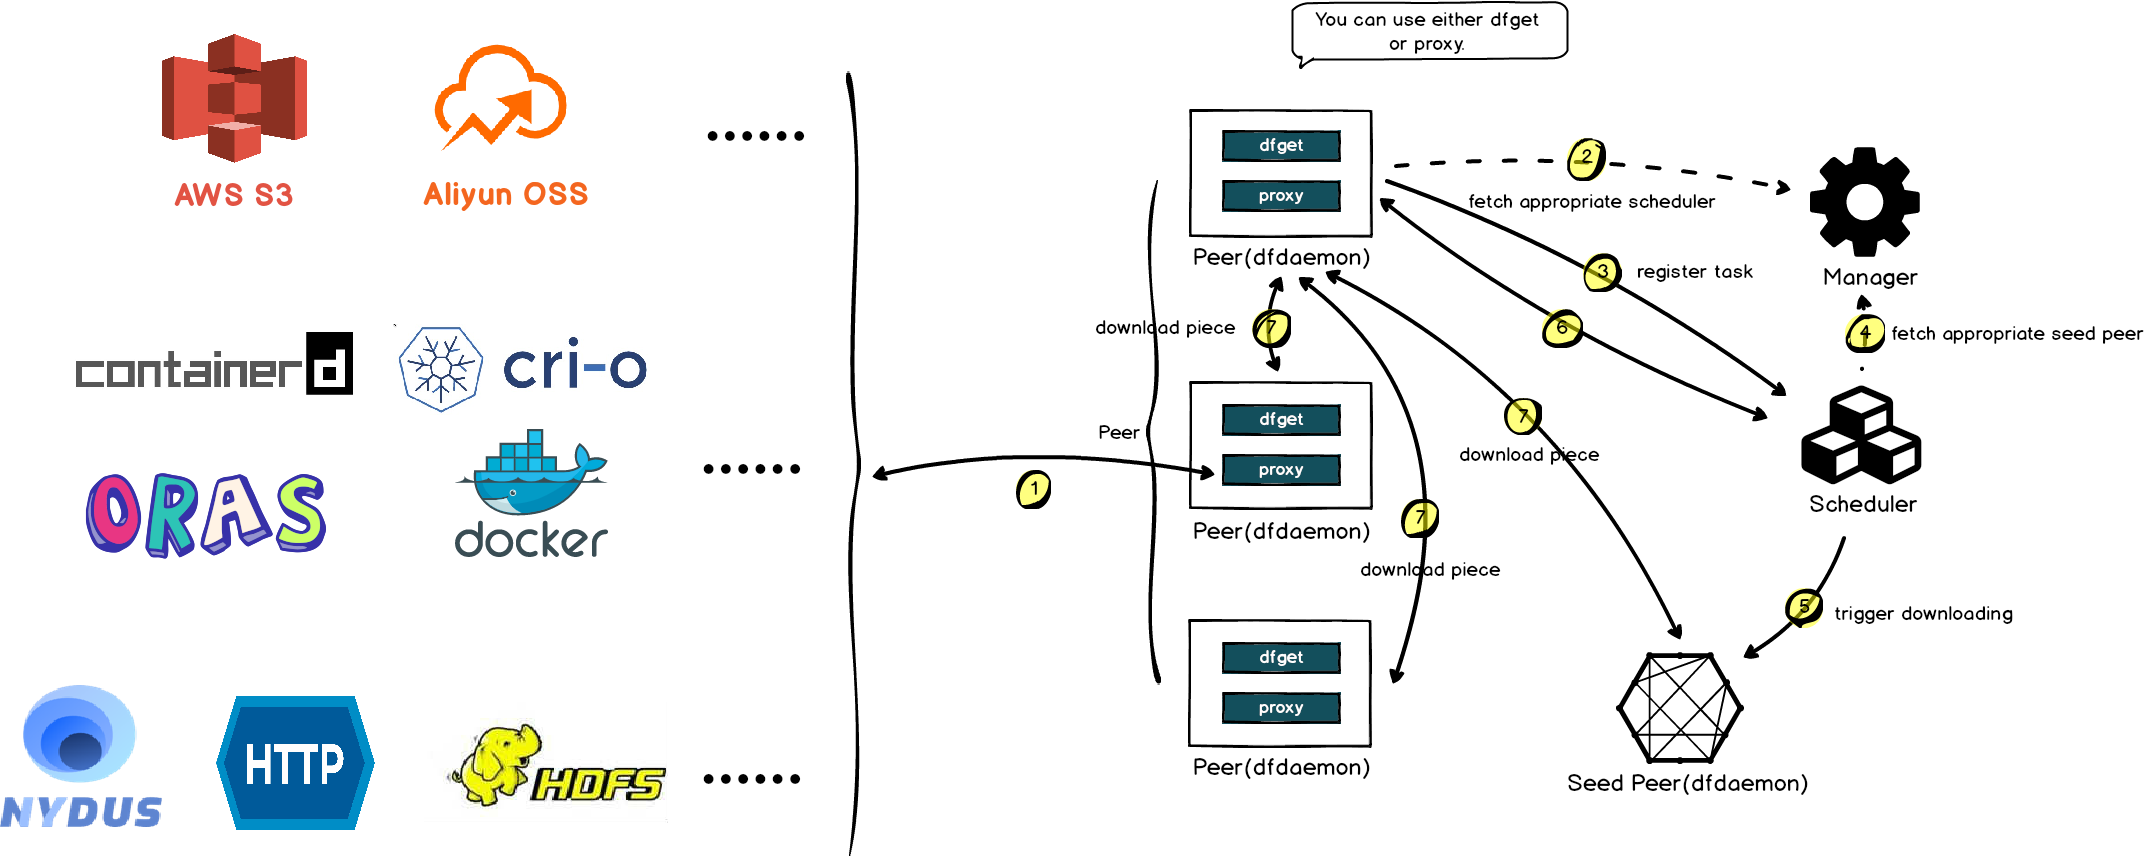 You can use either dfget
or proxy.
AWS S3
Aliyun OSS
......
dfget
proxy
Peer(dfdaemon)
2
fetch appropriate scheduler
Manager
3
register task
6
4
fetch appropriate seed peer
7
download piece
containerd
cri-o
ORAS
docker
......
1
Peer
dfget
proxy
Peer(dfdaemon)
7
download piece
7
download piece
Scheduler
5
trigger downloading
NYDUS
HTTP
HDFS
......
dfget
proxy
Peer(dfdaemon)
Seed Peer(dfdaemon)